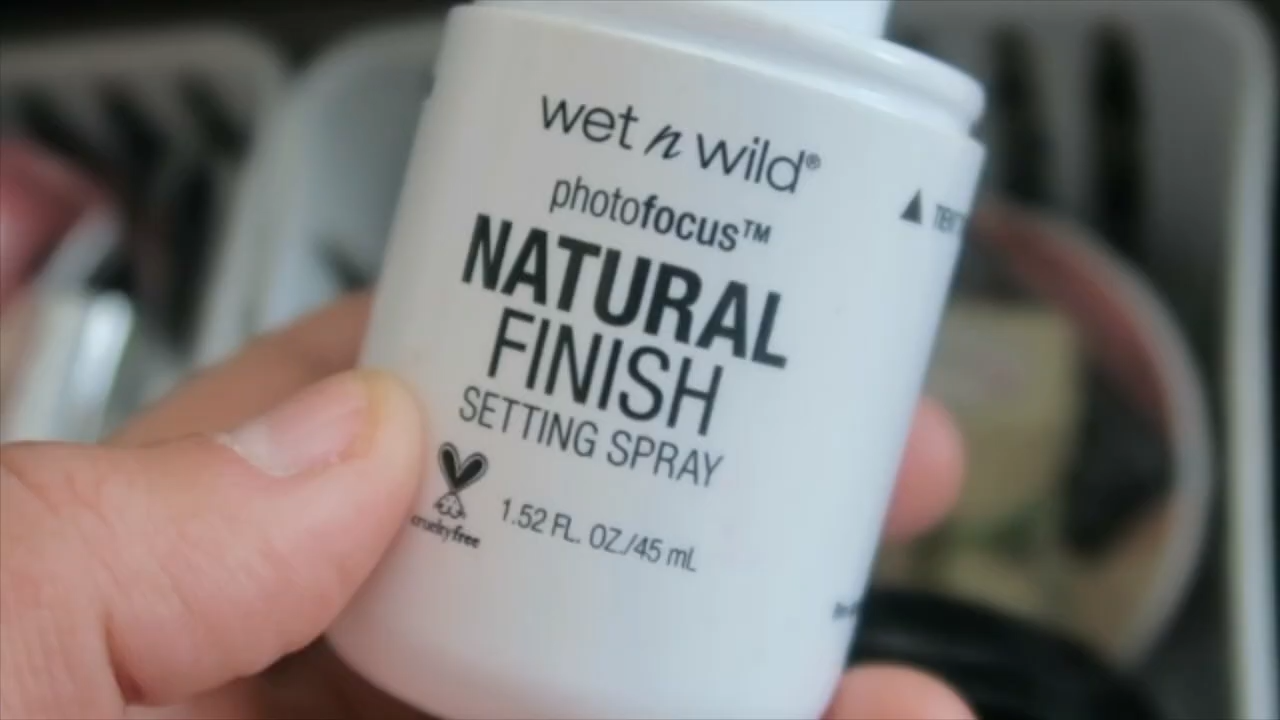 wet n wild®
photofocus™
NATURAL
FINISH
SETTING SPRAY
crueltyfree
1.52 FL. OZ./45 mL